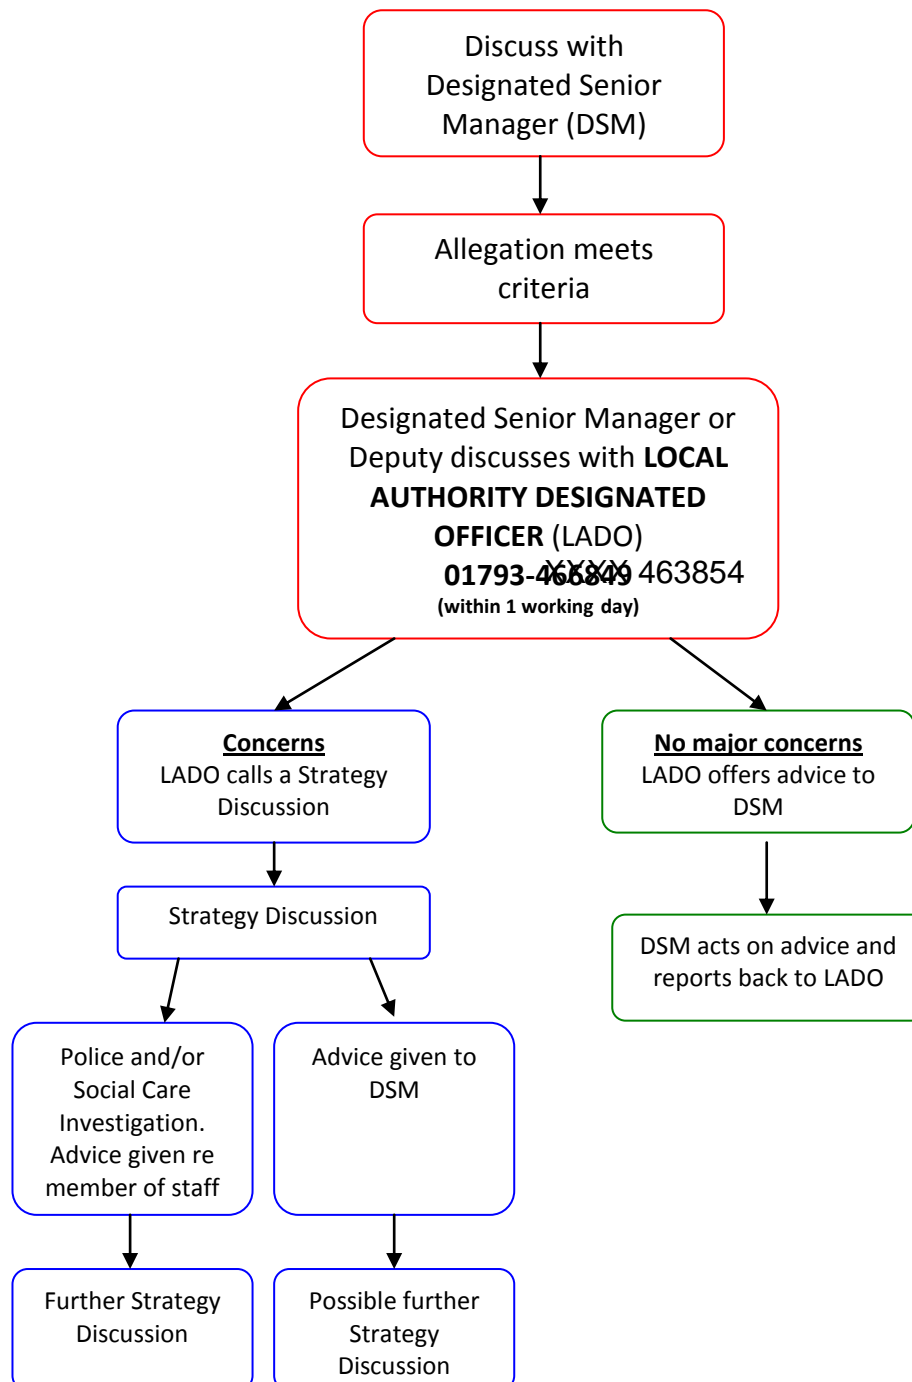 Discuss with
Designated Senior
Manager (DSM)
Allegation meets
criteria
Designated Senior Manager or
Deputy discusses with LOCAL
AUTHORITY DESIGNATED
OFFICER (LADO)
01793-466849 XXXX 463854
(within 1 working day)
Concerns
LADO calls a Strategy
Discussion
No major concerns
LADO offers advice to
DSM
Strategy Discussion
DSM acts on advice and
reports back to LADO
Police and/or
Social Care
Investigation.
Advice given re
member of staff
Advice given to
DSM
Further Strategy
Discussion
Possible further
Strategy
Discussion